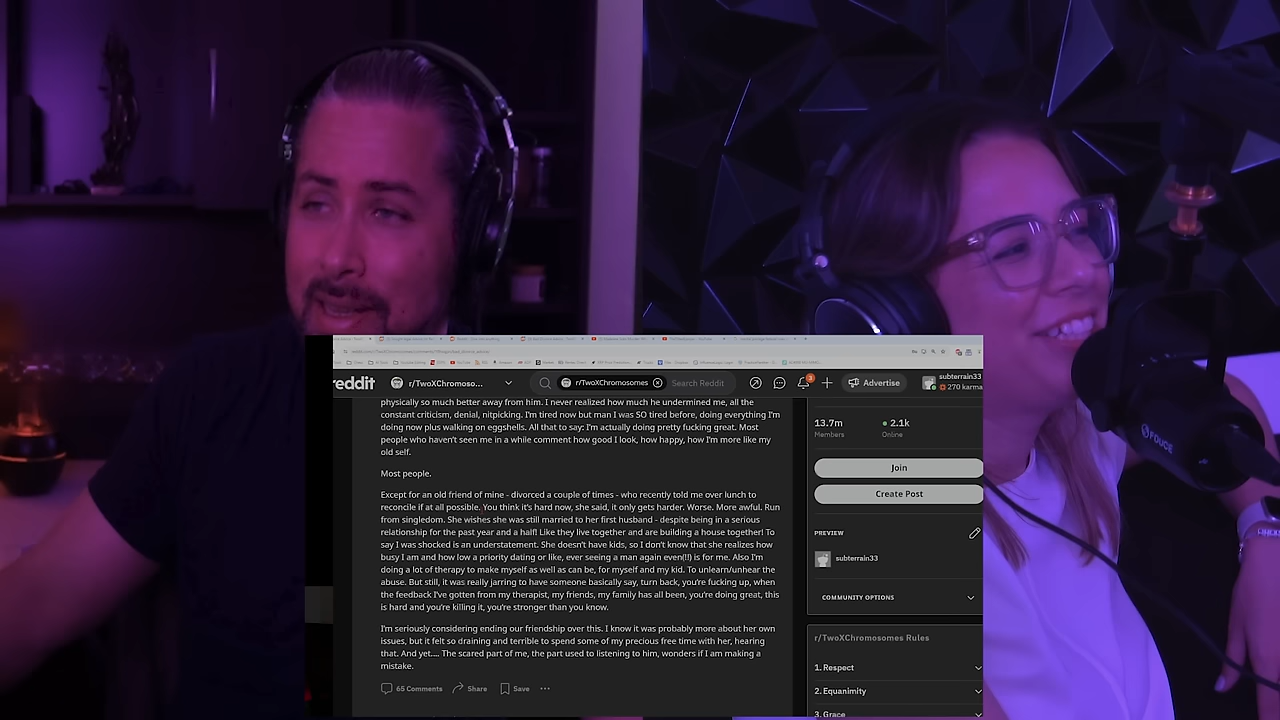 reddit
r/TwoXChromoso...
r/TwoXChromosomes
Search Reddit
3
Advertise
subterrain33
270 karma
physically so much better away from him. I never realized how much he undermined me, all the
constant criticism, denial, nitpicking. I'm tired now but man I was SO tired before, doing everything I'm
doing now plus walking on eggshells. All that to say: I'm actually doing pretty fucking great. Most
people who haven't seen me in a while comment how good I look, how happy, how I'm more like my
old self.
Most people.
Except for an old friend of mine - divorced a couple of times - who recently told me over lunch to
reconcile if at all possible. You think it's hard now, she said, it only gets harder. Worse. More awful. Run
from singledom. She wishes she was still married to her first husband - despite being in a serious
relationship for the past year and a half! Like they live together and are building a house together! To
say I was shocked is an understatement. She doesn't have kids, so I don't know that she realizes how
busy I am and how low a priority dating or like, ever seeing a man again even(!!) is for me. Also I'm
doing a lot of therapy to make myself as well as can be, for myself and my kid. To unlearn/unhear the
abuse. But still, it was really jarring to have someone basically say, turn back, you're fucking up, when
the feedback I've gotten from my therapist, my friends, my family has all been, you're doing great, this
is hard and you're killing it, you're stronger than you know.
I'm seriously considering ending our friendship over this. I know it was probably more about her own
issues, but it felt so draining and terrible to spend some of my precious free time with her, hearing
that. And yet.... The scared part of me, the part used to listening to him, wonders if I am making a
mistake.
65 Comments
Share
Save
13.7m
Members
2.1k
Online
Join
Create Post
PREVIEW
subterrain33
COMMUNITY OPTIONS
r/TwoXChromosomes Rules
1. Respect
2. Equanimity
3. Grace